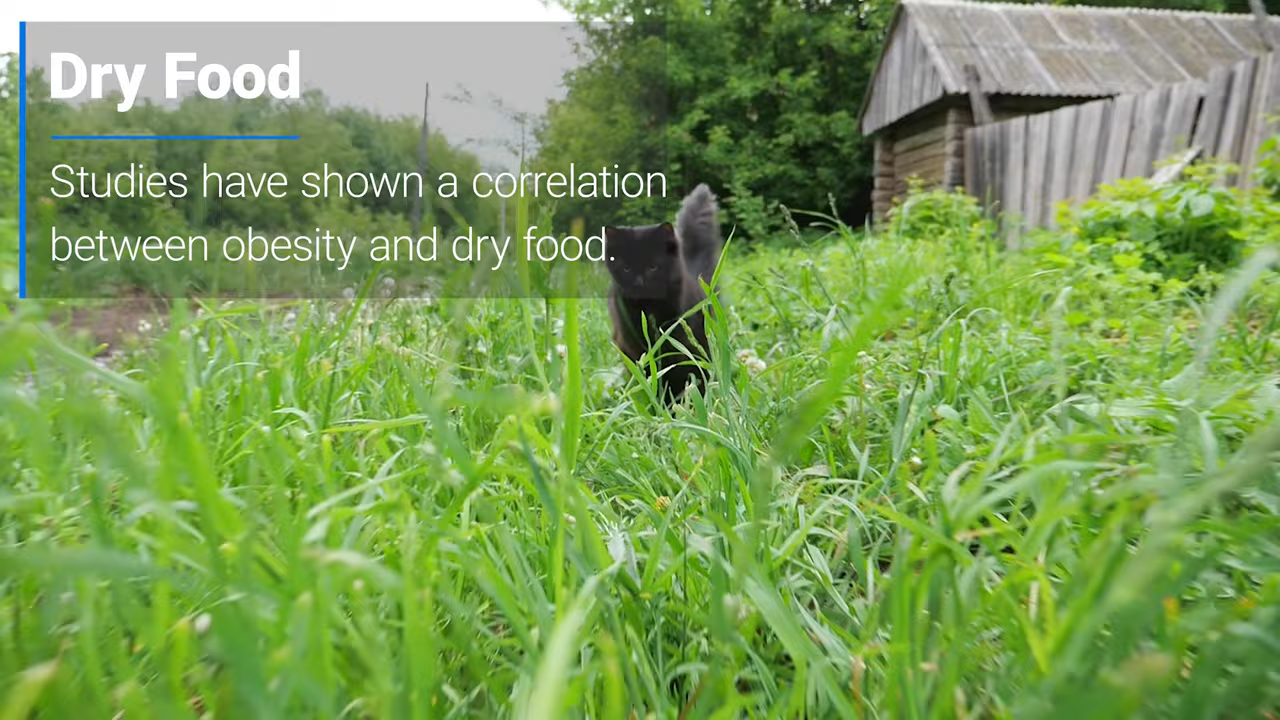 Dry Food
Studies have shown a correlation
between obesity and dry food.